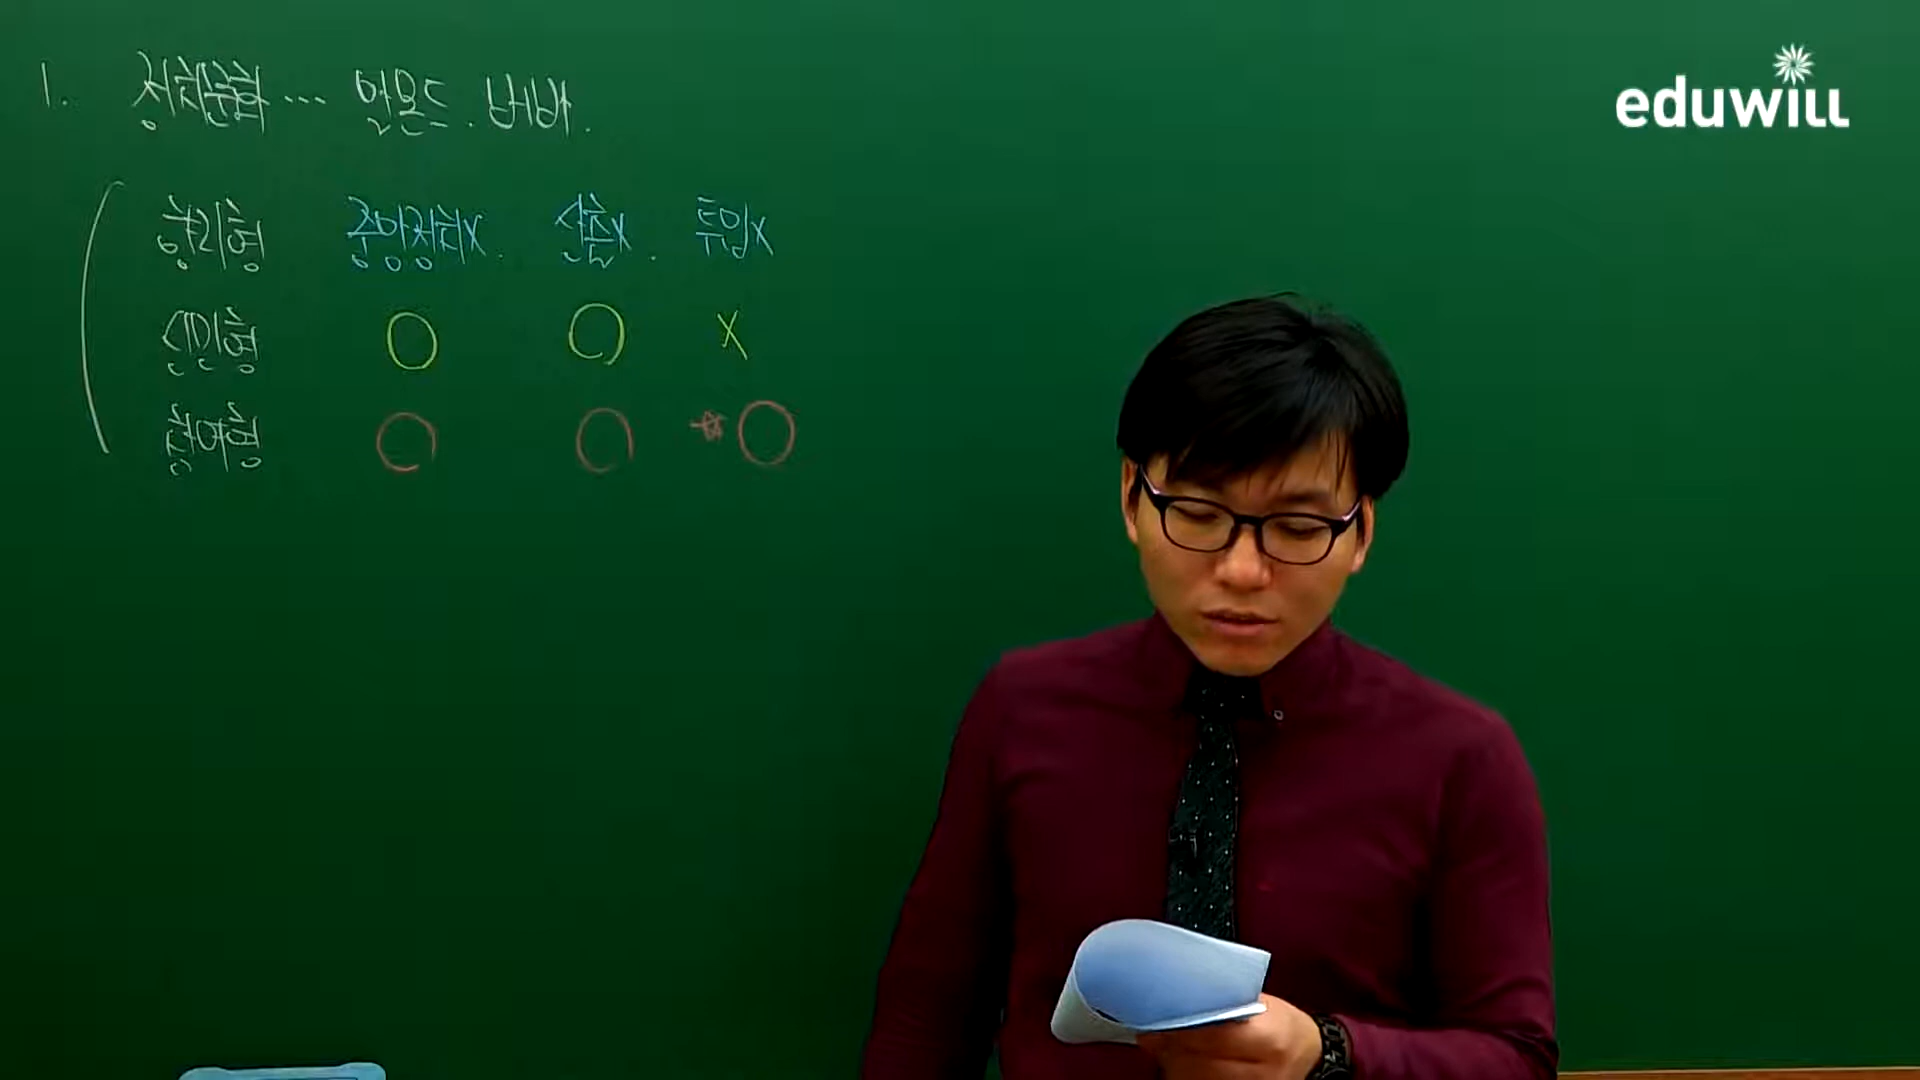 1. 정치문화 … 알몬드. 버바.
eduwill
향리형 중앙정치X. 산출X. 투입X
신민형 O O X
참여형 O O ☆O